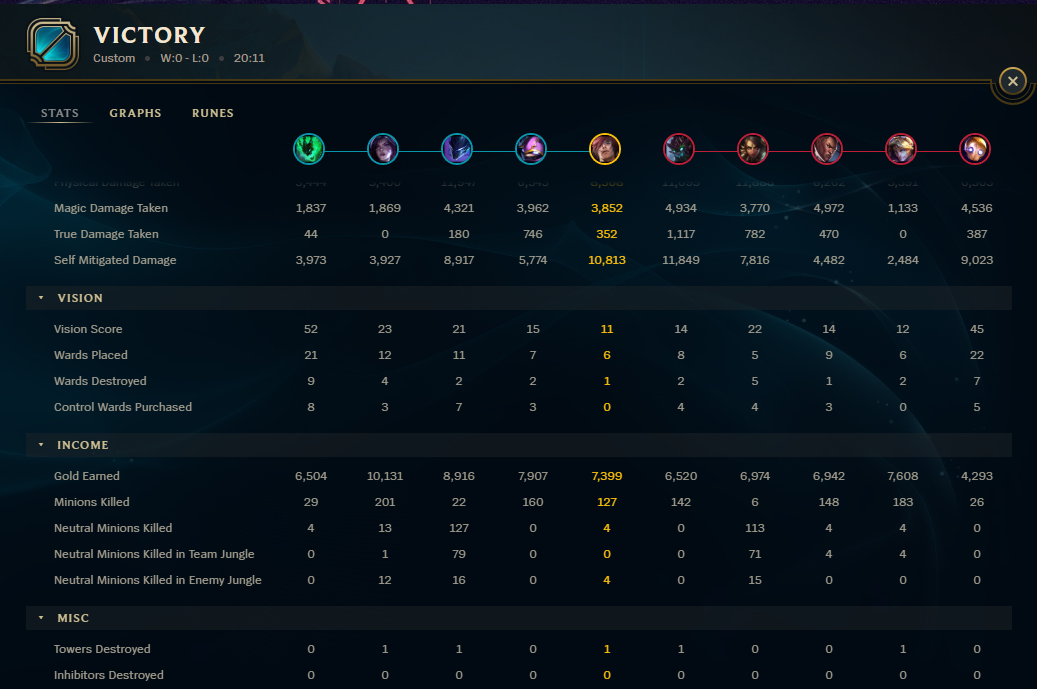 VICTORY
Custom • W:0 - L:0 • 20:11
STATS GRAPHS RUNES
Physical Damage Taken
Magic Damage Taken 1,837 1,869 4,321 3,962 3,852 4,934 3,770 4,972 1,133 4,536
True Damage Taken 44 0 180 746 352 1,117 782 470 0 387
Self Mitigated Damage 3,973 3,927 8,917 5,774 10,813 11,849 7,816 4,482 2,484 9,023
VISION
Vision Score 52 23 21 15 11 14 22 14 12 45
Wards Placed 21 12 11 7 6 8 5 9 6 22
Wards Destroyed 9 4 2 2 1 2 5 1 2 7
Control Wards Purchased 8 3 7 3 0 4 4 3 0 5
INCOME
Gold Earned 6,504 10,131 8,916 7,907 7,399 6,520 6,974 6,942 7,608 4,293
Minions Killed 29 201 22 160 127 142 6 148 183 26
Neutral Minions Killed 4 13 127 0 4 0 113 4 4 0
Neutral Minions Killed in Team Jungle 0 1 79 0 0 0 71 4 4 0
Neutral Minions Killed in Enemy Jungle 0 12 16 0 4 0 15 0 0 0
MISC
Towers Destroyed 0 1 1 0 1 1 0 0 1 0
Inhibitors Destroyed 0 0 0 0 0 0 0 0 0 0